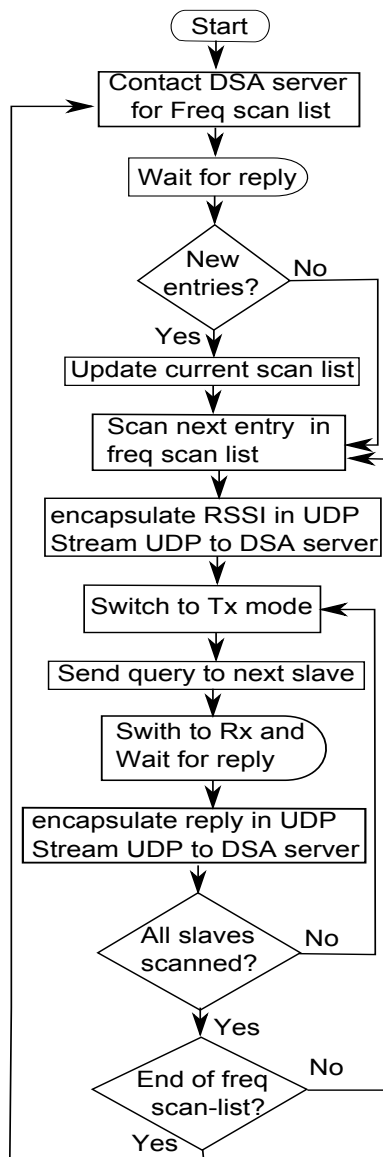 Start
Contact DSA server
for Freq scan list
Wait for reply
New
entries?
No
Yes
Update current scan list
Scan next entry in
freq scan list
encapsulate RSSI in UDP
Stream UDP to DSA server
Switch to Tx mode
Send query to next slave
Swith to Rx and
Wait for reply
encapsulate reply in UDP
Stream UDP to DSA server
All slaves
scanned?
No
Yes
End of freq
scan-list?
No
Yes